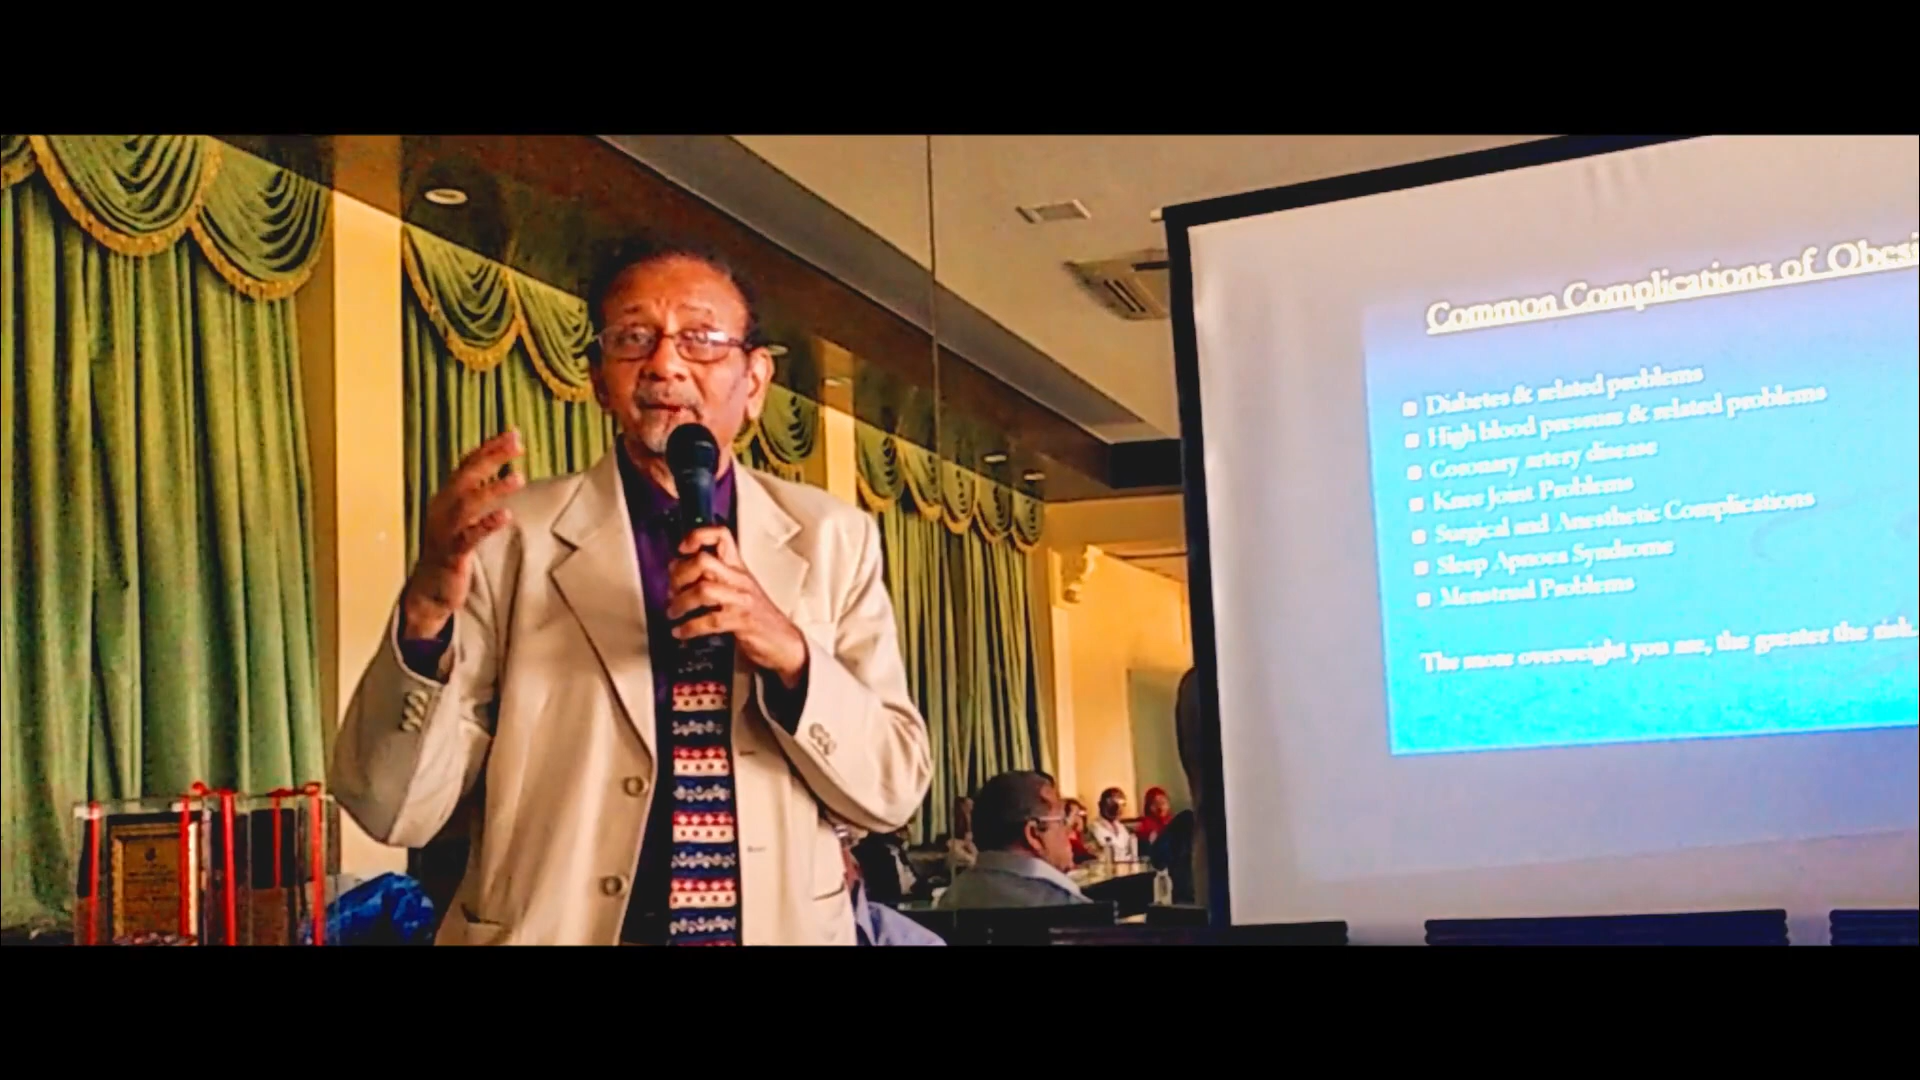 Common Complications of Obesi
Diabetes & related problems
High blood pressure & related problems
Coronary artery disease
Knee Joint Problems
Surgical and Anesthetic Complications
Sleep Apnoea Syndrome
Menstrual Problems
The more overweight you are, the greater the risk.